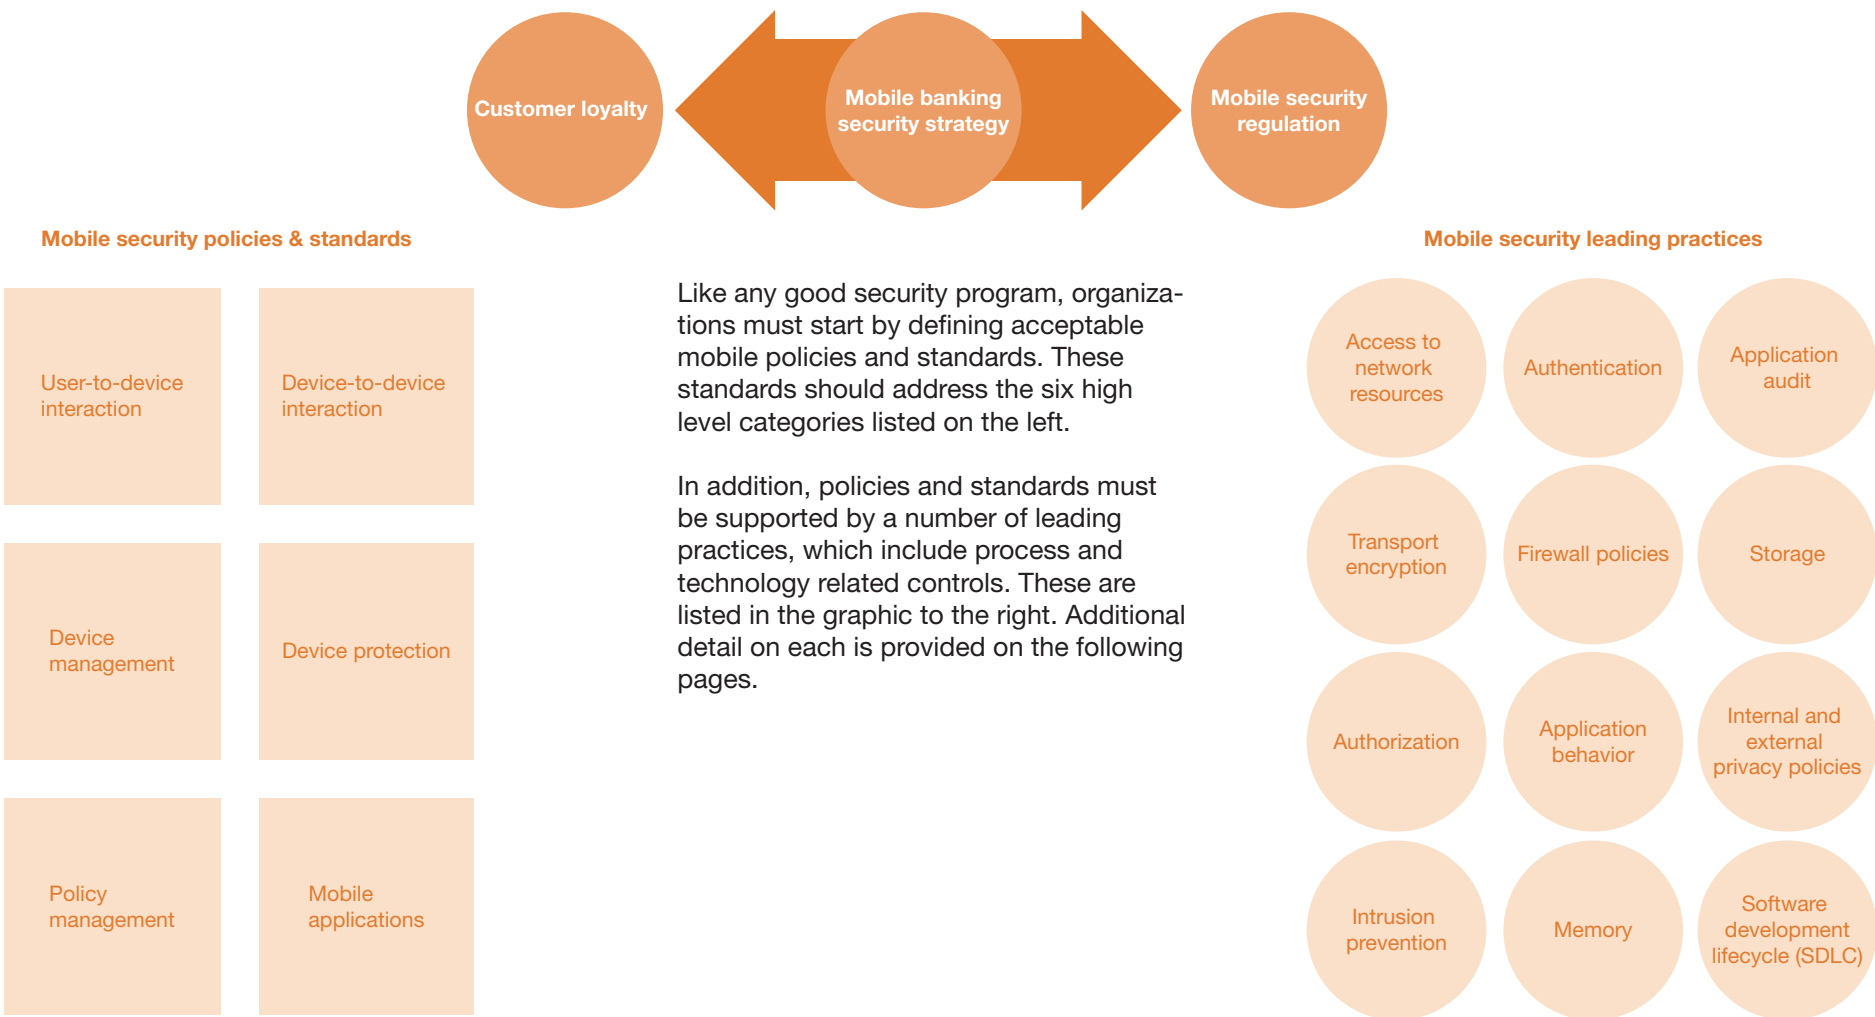 Customer loyalty
Mobile banking
security strategy
Mobile security
regulation
Mobile security policies & standards
User-to-device
interaction
Device-to-device
interaction
Device
management
Device protection
Policy
management
Mobile
applications
Like any good security program, organiza-
tions must start by defining acceptable
mobile policies and standards. These
standards should address the six high
level categories listed on the left.
In addition, policies and standards must
be supported by a number of leading
practices, which include process and
technology related controls. These are
listed in the graphic to the right. Additional
detail on each is provided on the following
pages.
Mobile security leading practices
Access to
network
resources
Authentication
Application
audit
Transport
encryption
Firewall policies
Storage
Authorization
Application
behavior
Internal and
external
privacy policies
Intrusion
prevention
Memory
Software
development
lifecycle (SDLC)